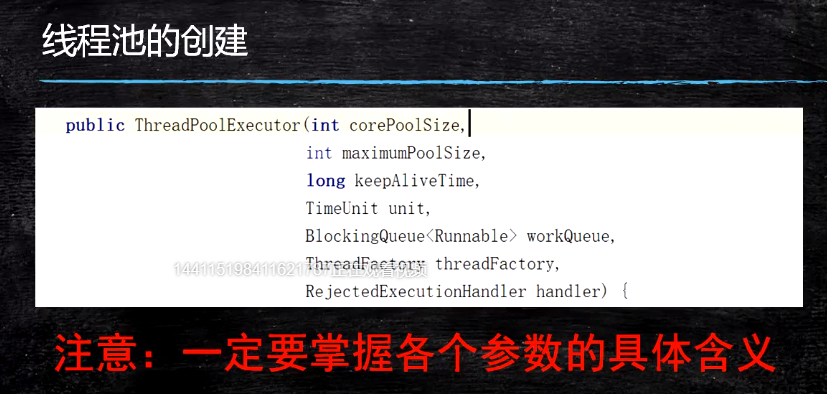 线程池的创建
public ThreadPoolExecutor(int corePoolSize,
int maximumPoolSize,
long keepAliveTime,
TimeUnit unit,
BlockingQueue<Runnable> workQueue,
ThreadFactory threadFactory,
RejectedExecutionHandler handler) {
注意：一定要掌握各个参数的具体含义